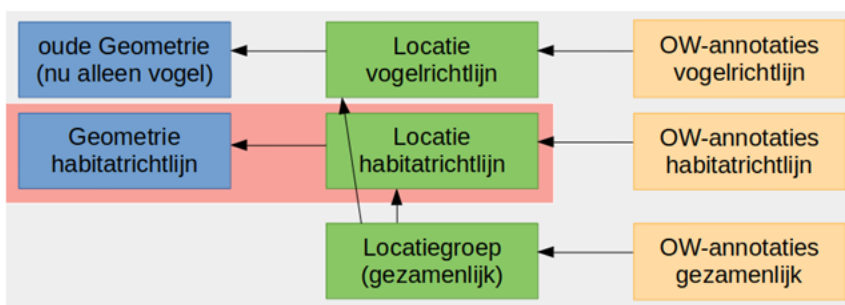 oude Geometrie
(nu alleen vogel)
Locatie
vogelrichtlijn
OW-annotaties
vogelrichtlijn
Geometrie
habitatrichtlijn
Locatie
habitatrichtlijn
OW-annotaties
habitatrichtlijn
Locatiegroep
(gezamenlijk)
OW-annotaties
gezamenlijk